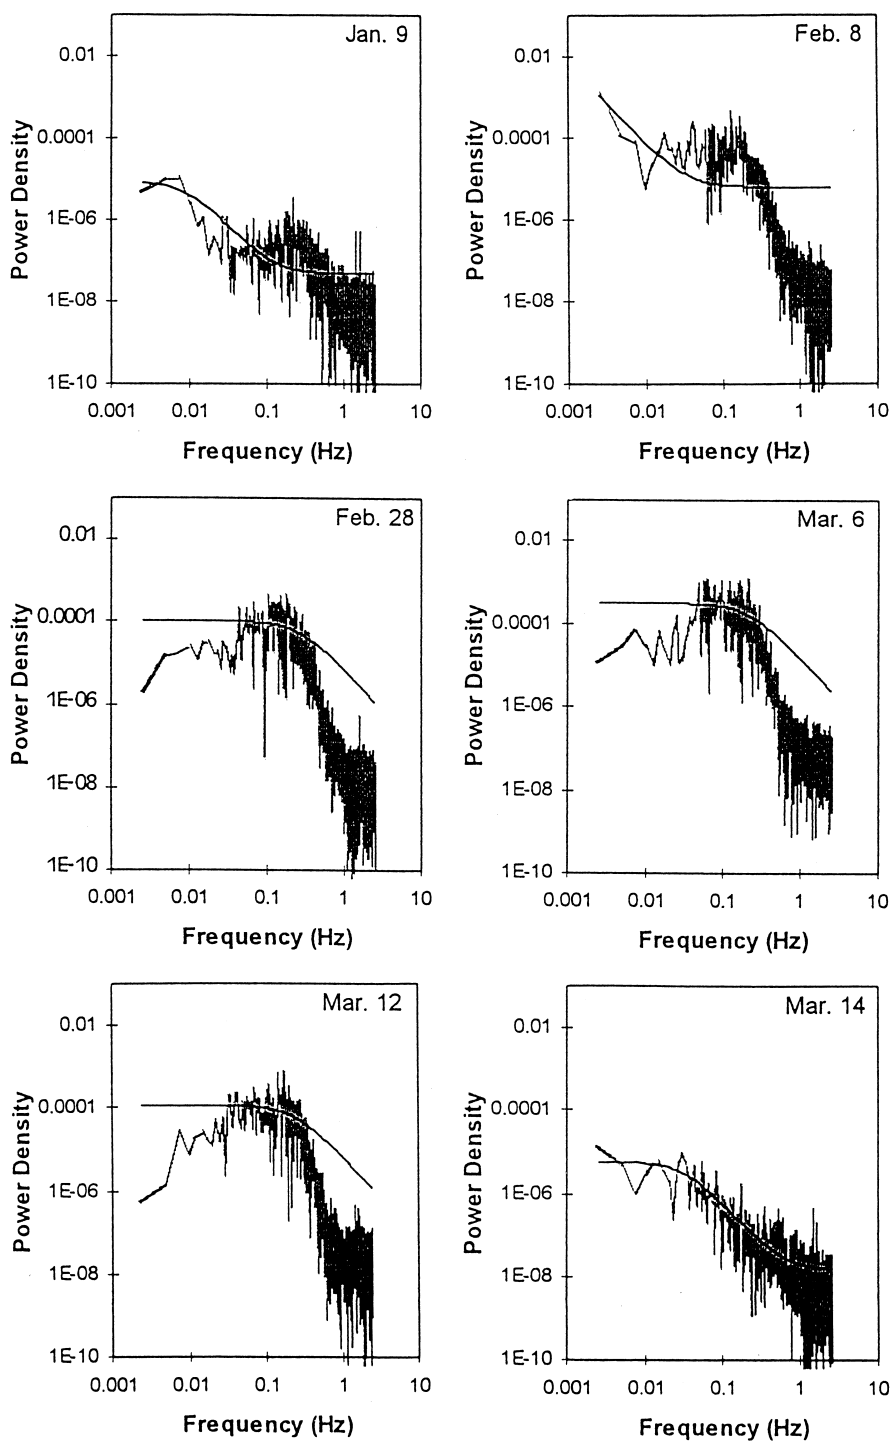 Jan. 9
Power Density
0.01
0.0001
1E-06
1E-08
1E-10
0.001 0.01 0.1 1 10
Frequency (Hz)
Feb. 8
Power Density
0.01
0.0001
1E-06
1E-08
1E-10
0.001 0.01 0.1 1 10
Frequency (Hz)
Feb. 28
Power Density
0.01
0.0001
1E-06
1E-08
1E-10
0.001 0.01 0.1 1 10
Frequency (Hz)
Mar. 6
Power Density
0.01
0.0001
1E-06
1E-08
1E-10
0.001 0.01 0.1 1 10
Frequency (Hz)
Mar. 12
Power Density
0.01
0.0001
1E-06
1E-08
1E-10
0.001 0.01 0.1 1 10
Frequency (Hz)
Mar. 14
Power Density
0.01
0.0001
1E-06
1E-08
1E-10
0.001 0.01 0.1 1 10
Frequency (Hz)